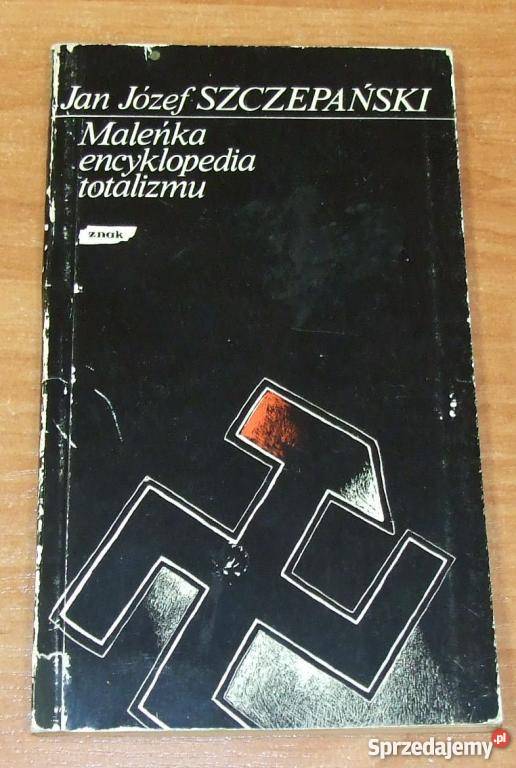 Jan Józef SZCZEPAŃSKI
Maleńka
encyklopedia
totalizmu
znak
Sprzedajemy.pl